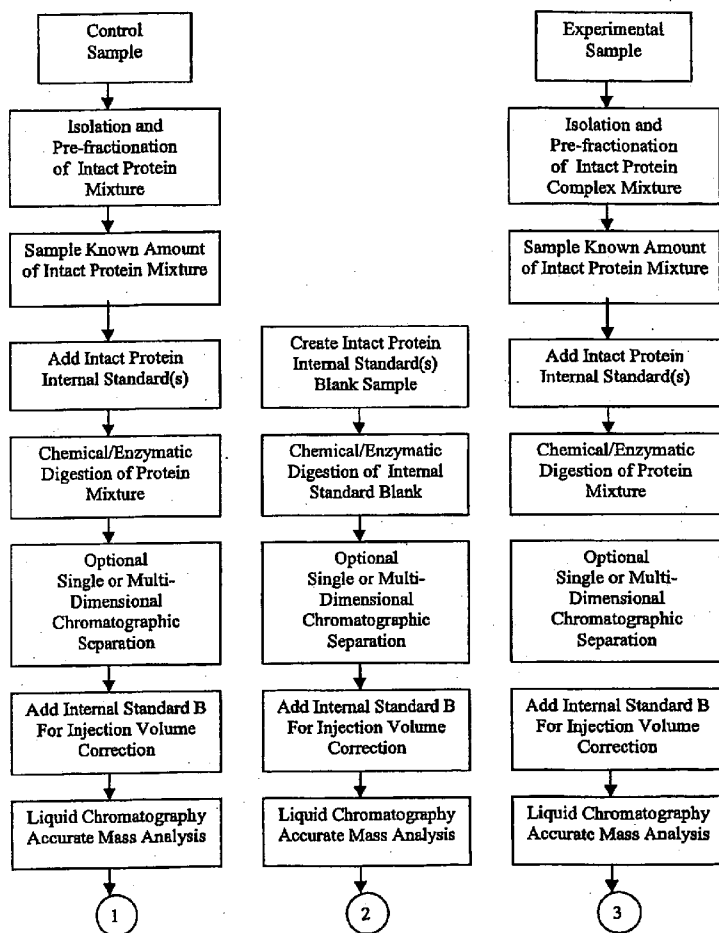 Control
Sample
Isolation and
Pre-fractionation
of Intact Protein
Mixture
Sample Known Amount
of Intact Protein Mixture
Add Intact Protein
Internal Standard(s)
Chemical/Enzymatic
Digestion of Protein
Mixture
Optional
Single or Multi-
Dimensional
Chromatographic
Separation
Add Internal Standard B
For Injection Volume
Correction
Liquid Chromatography
Accurate Mass Analysis
1
Create Intact Protein
Internal Standard(s)
Blank Sample
Chemical/Enzymatic
Digestion of Internal
Standard Blank
Optional
Single or Multi-
Dimensional
Chromatographic
Separation
Add Internal Standard B
For Injection Volume
Correction
Liquid Chromatography
Accurate Mass Analysis
2
Experimental
Sample
Isolation and
Pre-fractionation
of Intact Protein
Complex Mixture
Sample Known Amount
of Intact Protein Mixture
Add Intact Protein
Internal Standard(s)
Chemical/Enzymatic
Digestion of Protein
Mixture
Optional
Single or Multi-
Dimensional
Chromatographic
Separation
Add Internal Standard B
For Injection Volume
Correction
Liquid Chromatography
Accurate Mass Analysis
3